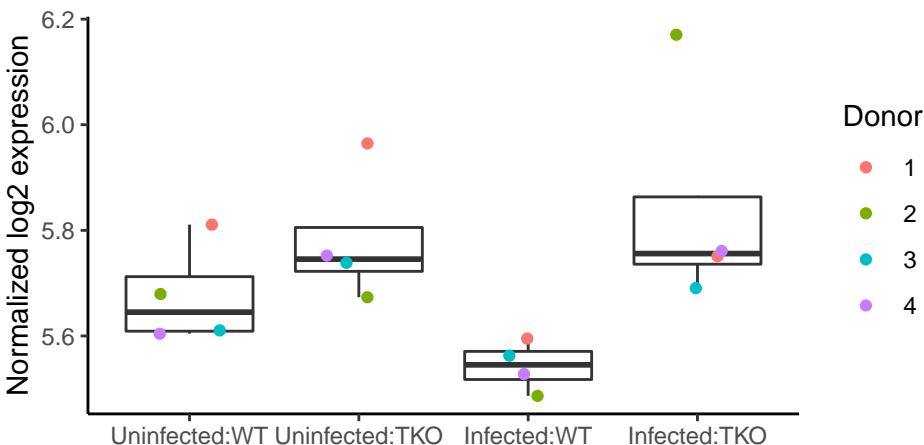 Normalized log2 expression
6.2
6.0
5.8
5.6
Uninfected:WT Uninfected:TKO Infected:WT Infected:TKO
Donor
1
2
3
4